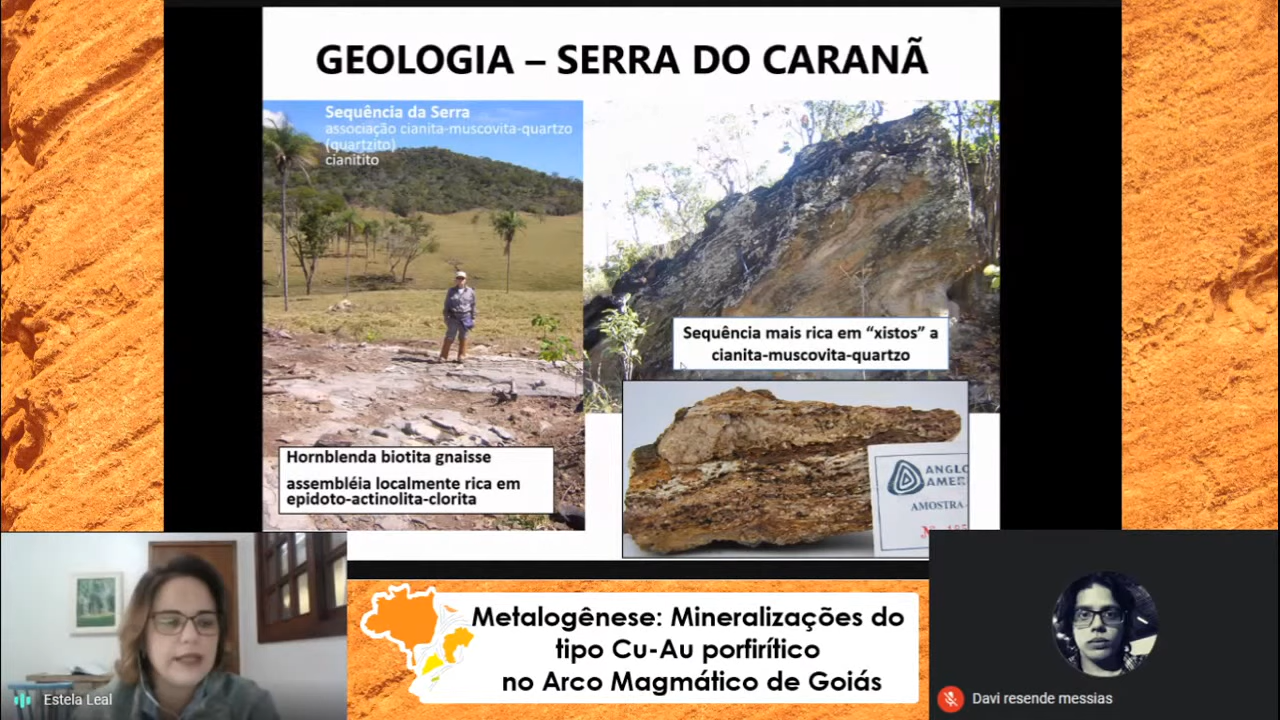 GEOLOGIA – SERRA DO CARANÃ
Sequência da Serra
associação cianita-muscovita-quartzo
(quartzito)
cianitito
Sequência mais rica em “xistos” a
cianita-muscovita-quartzo
Hornblenda biotita gnaisse
assembléia localmente rica em
epidoto-actinolita-clorita
ANGLO
AMER
AMOSTRA
Metalogênese: Mineralizações do
tipo Cu-Au porfirítico
no Arco Magmático de Goiás
Estela Leal
Davi resende messias